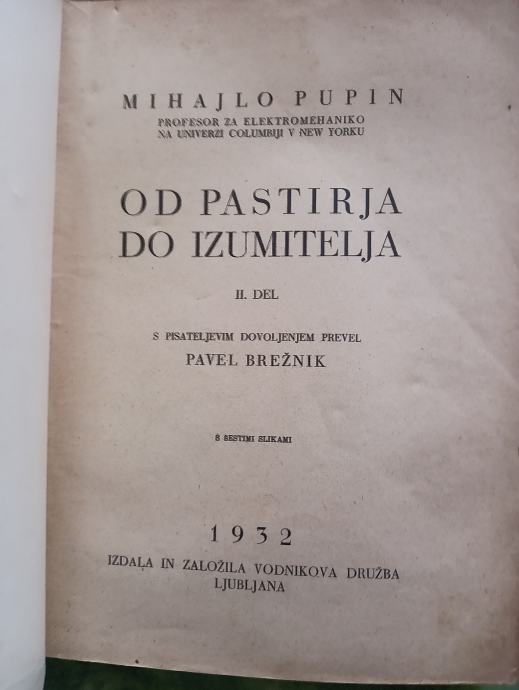 MIHAJLO PUPIN
PROFESOR ZA ELEKTROMEHANIKO
NA UNIVERZI COLUMBIJI V NEW YORKU
OD PASTIRJA
DO IZUMITELJA
II. DEL
S PISATELJEVIM DOVOLJENJEM PREVEL
PAVEL BREŽNIK
S ŠESTIMI SLIKAMI
1932
IZDALA IN ZALOŽILA VODNIKOVA DRUŽBA
LJUBLJANA